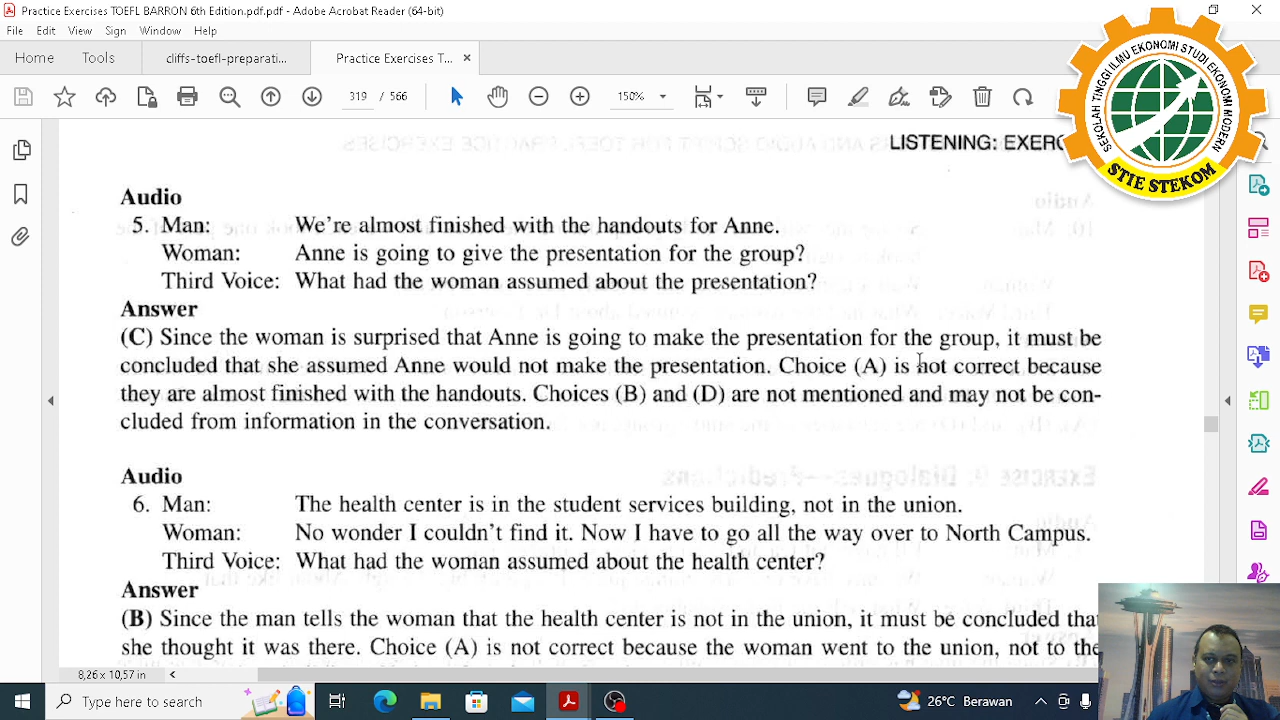 Practice Exercises TOEFL BARRON 6th Edition.pdf.pdf - Adobe Acrobat Reader (64-bit)
File Edit View Sign Window Help
Home Tools cliffs-toefl-preparati... Practice Exercises T... ×
319 / 566 150%
LISTENING: EXER
SEKOLAH TINGGI ILMU EKONOMI STUDI EKONOMI MODERN
STIE STEKOM
Audio
5. Man: We're almost finished with the handouts for Anne.
Woman: Anne is going to give the presentation for the group?
Third Voice: What had the woman assumed about the presentation?
Answer
(C) Since the woman is surprised that Anne is going to make the presentation for the group, it must be
concluded that she assumed Anne would not make the presentation. Choice (A) is not correct because
they are almost finished with the handouts. Choices (B) and (D) are not mentioned and may not be con-
cluded from information in the conversation.
Audio
6. Man: The health center is in the student services building, not in the union.
Woman: No wonder I couldn't find it. Now I have to go all the way over to North Campus.
Third Voice: What had the woman assumed about the health center?
Answer
(B) Since the man tells the woman that the health center is not in the union, it must be concluded that
she thought it was there. Choice (A) is not correct because the woman went to the union, not to the
8,26 x 10,57 in
Type here to search
26°C Berawan